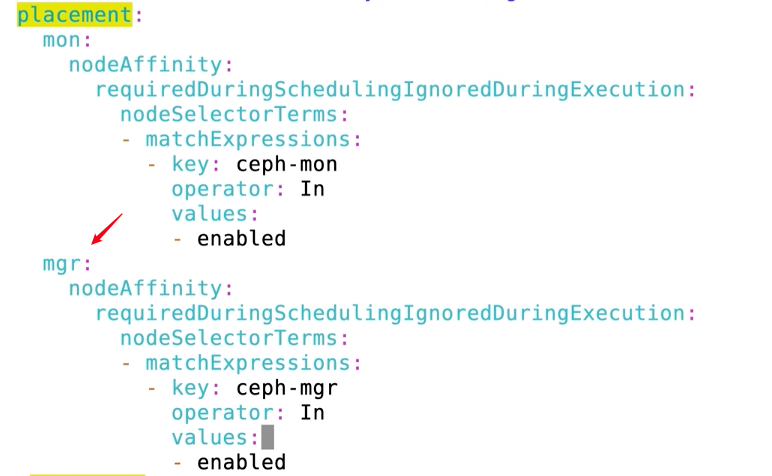 placement:
  mon:
    nodeAffinity:
      requiredDuringSchedulingIgnoredDuringExecution:
        nodeSelectorTerms:
        - matchExpressions:
          - key: ceph-mon
            operator: In
            values:
            - enabled
  mgr:
    nodeAffinity:
      requiredDuringSchedulingIgnoredDuringExecution:
        nodeSelectorTerms:
        - matchExpressions:
          - key: ceph-mgr
            operator: In
            values:
            - enabled